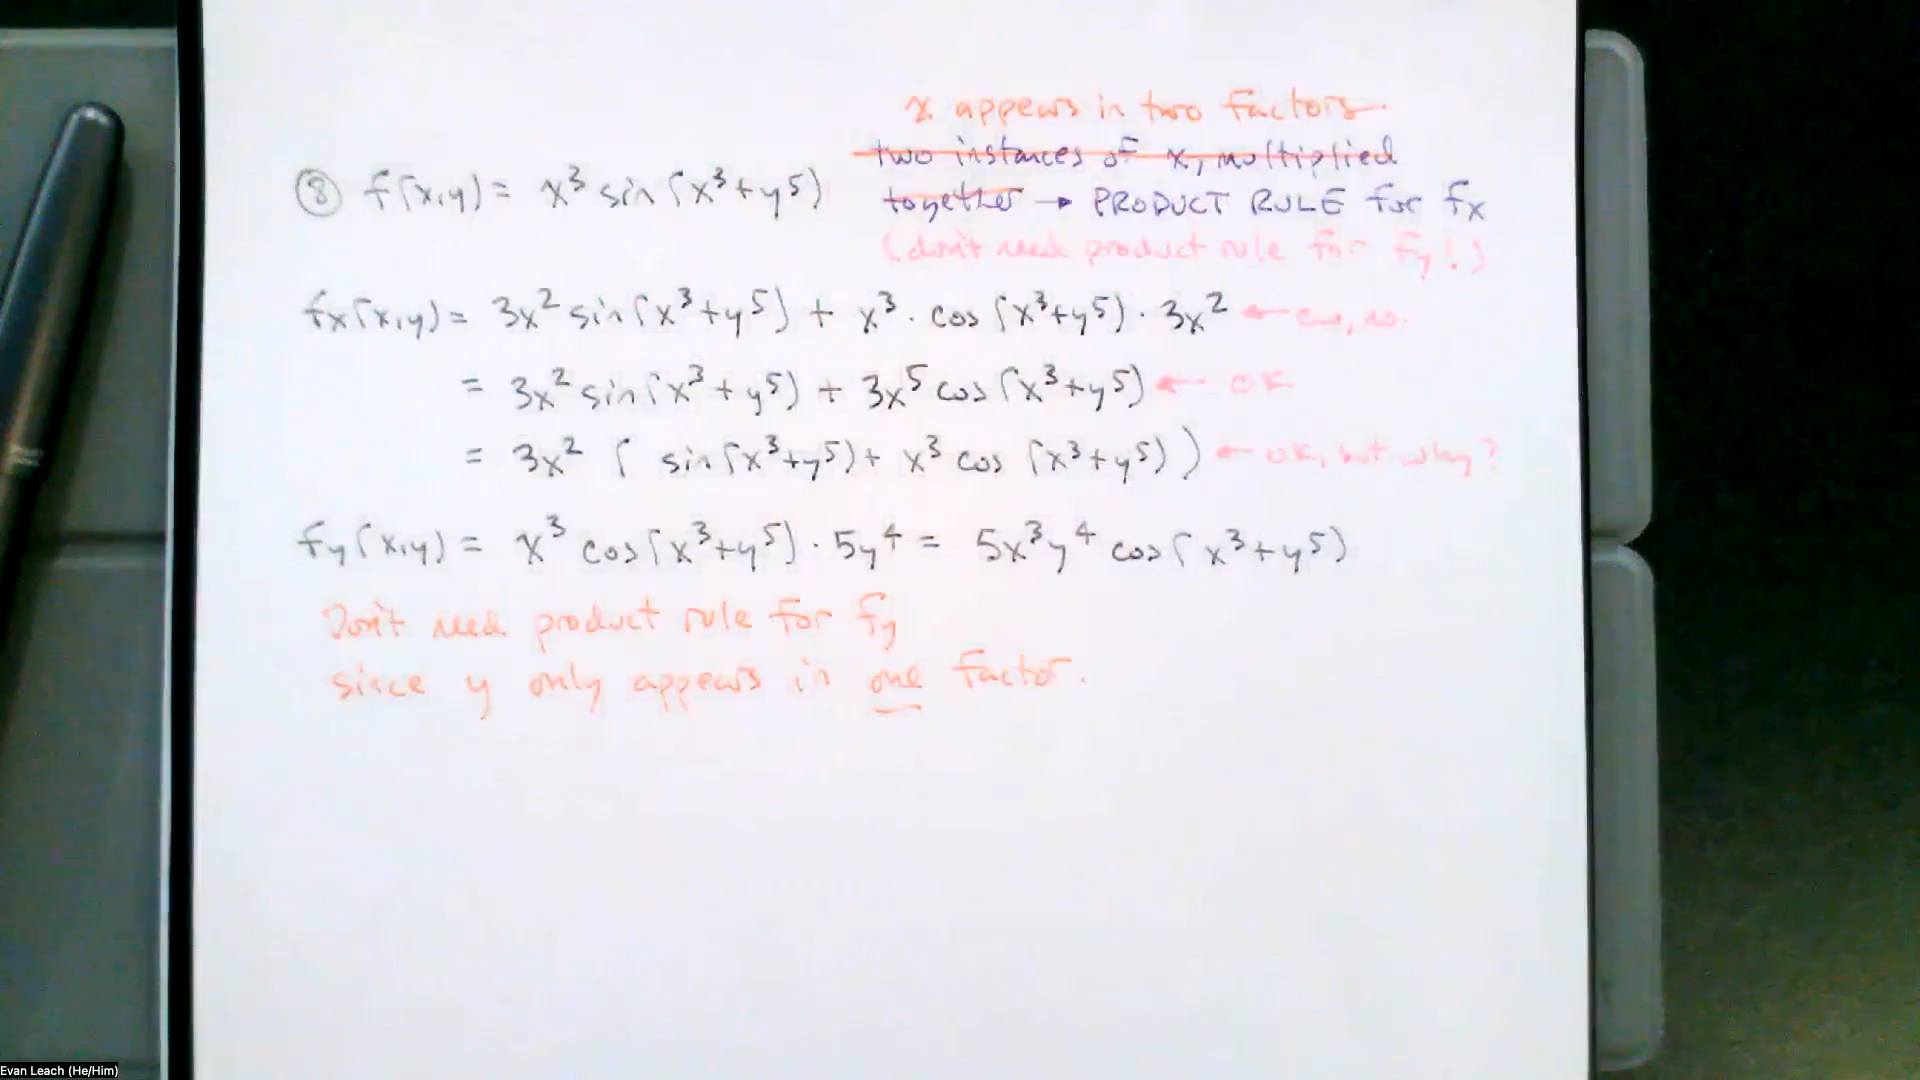 x appears in two factors.
two instances of x, multiplied
⑧ f(x,y) = x³ sin(x³+y⁵)
together → PRODUCT RULE for fx
(don't need product rule for fy!)
fx(x,y) = 3x² sin(x³+y⁵) + x³ · cos(x³+y⁵) · 3x² ← ew, no.
= 3x² sin(x³+y⁵) + 3x⁵ cos(x³+y⁵) ← OK
= 3x² ( sin(x³+y⁵) + x³ cos(x³+y⁵) ) ← OK, but why?
fy(x,y) = x³ cos(x³+y⁵) · 5y⁴ = 5x³y⁴ cos(x³+y⁵)
Don't need product rule for fy
since y only appears in one factor.
Evan Leach (He/Him)